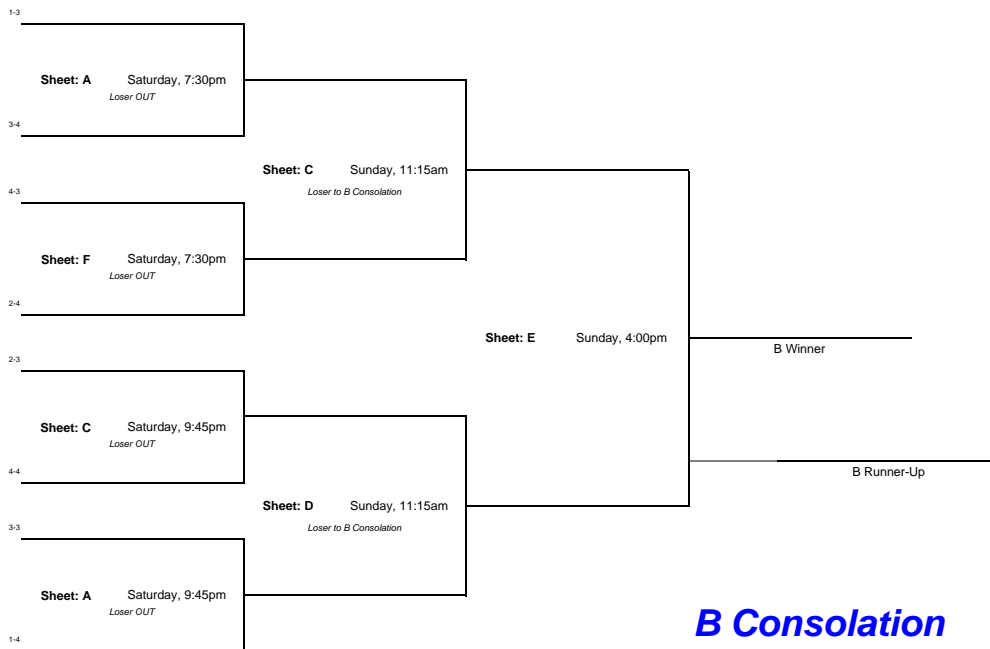 1-3
Sheet: A Saturday, 7:30pm
Loser OUT
3-4
Sheet: C Sunday, 11:15am
Loser to B Consolation
4-3
Sheet: F Saturday, 7:30pm
Loser OUT
2-4
Sheet: E Sunday, 4:00pm
B Winner
2-3
Sheet: C Saturday, 9:45pm
Loser OUT
4-4
B Runner-Up
Sheet: D Sunday, 11:15am
Loser to B Consolation
3-3
Sheet: A Saturday, 9:45pm
Loser OUT
1-4
B Consolation